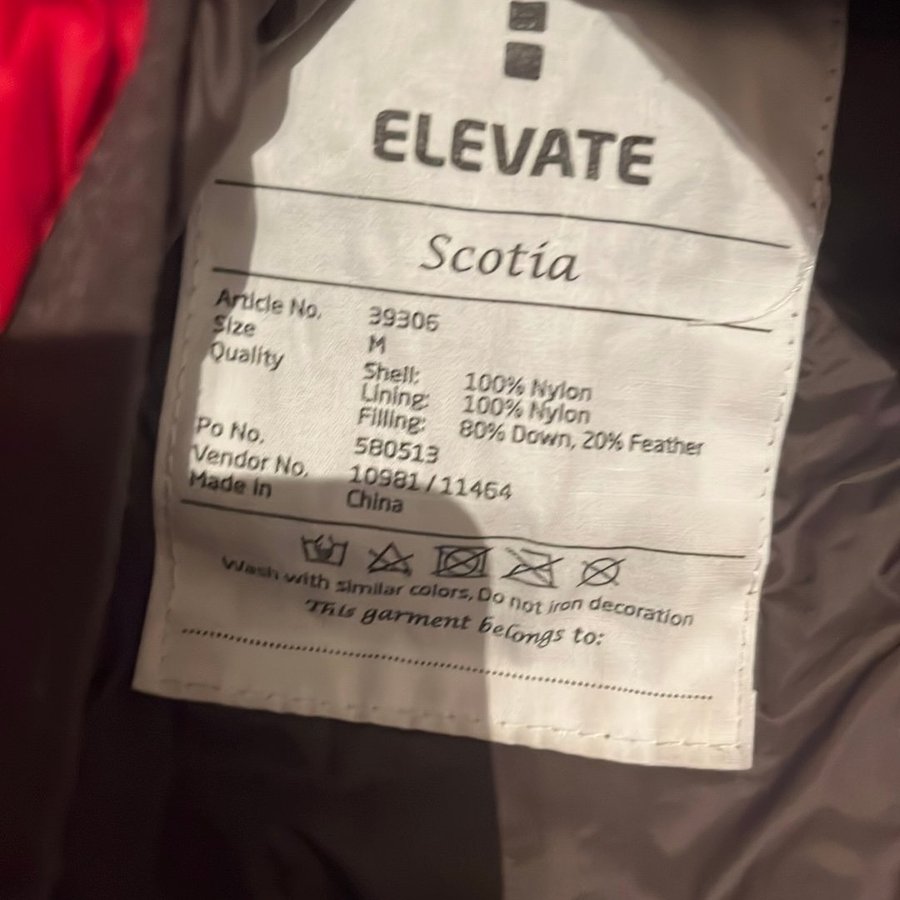 ELEVATE
Scotia
Article No. 39306
Size M
Quality Shell: 100% Nylon
Lining: 100% Nylon
Filling: 80% Down, 20% Feather
Po No. 580513
Vendor No. 10981 / 11464
Made in China
Wash with similar colors, Do not iron decoration
This garment belongs to: